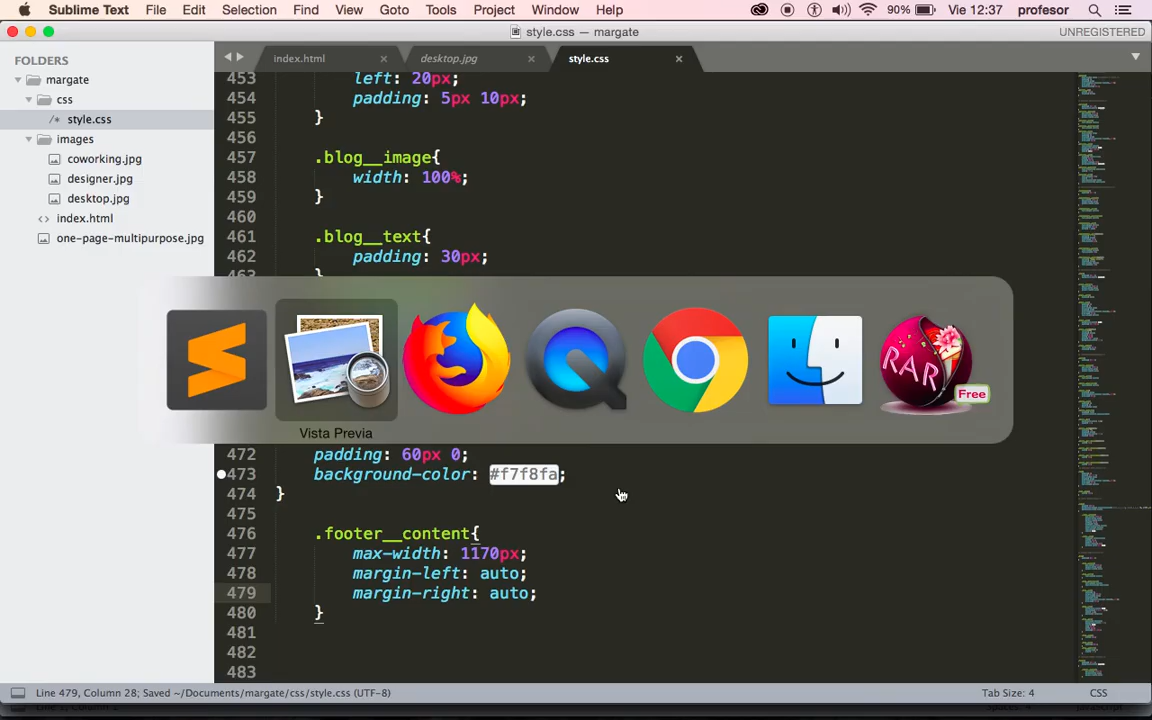 Sublime Text File Edit Selection Find View Goto Tools Project Window Help 90% Vie 12:37 profesor
style.css — margate UNREGISTERED
FOLDERS
margate
css
/* style.css
images
coworking.jpg
designer.jpg
desktop.jpg
<> index.html
one-page-multipurpose.jpg
index.html × desktop.jpg × style.css ×
453 left: 20px;
454 padding: 5px 10px;
455 }
456
457 .blog__image{
458 width: 100%;
459 }
460
461 .blog__text{
462 padding: 30px;
463 }
RAR
Free
Vista Previa
472 padding: 60px 0;
473 background-color: #f7f8fa;
474 }
475
476 .footer__content{
477 max-width: 1170px;
478 margin-left: auto;
479 margin-right: auto;
480 }
481
482
483
Line 479, Column 28; Saved ~/Documents/margate/css/style.css (UTF-8) Tab Size: 4 CSS